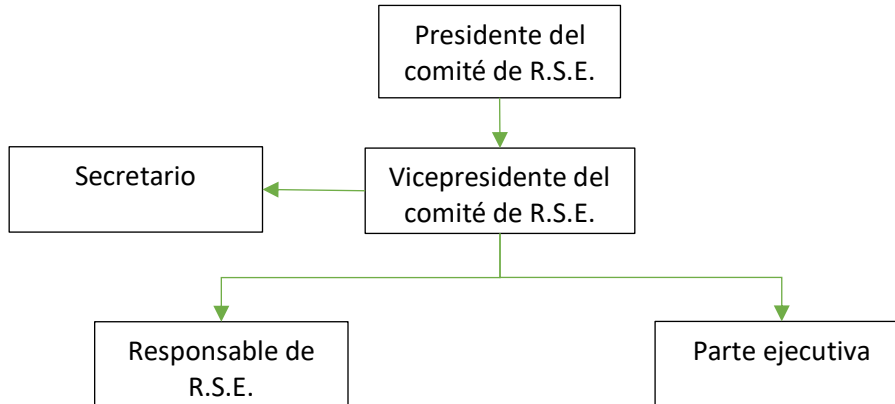 Presidente del
comité de R.S.E.
Secretario
Vicepresidente del
comité de R.S.E.
Responsable de
R.S.E.
Parte ejecutiva